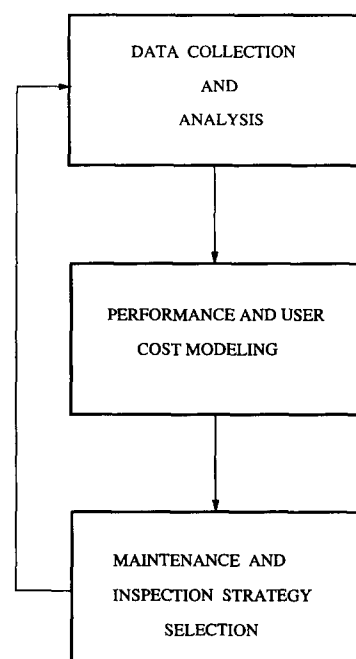 DATA COLLECTION
AND
ANALYSIS
PERFORMANCE AND USER
COST MODELING
MAINTENANCE AND
INSPECTION STRATEGY
SELECTION